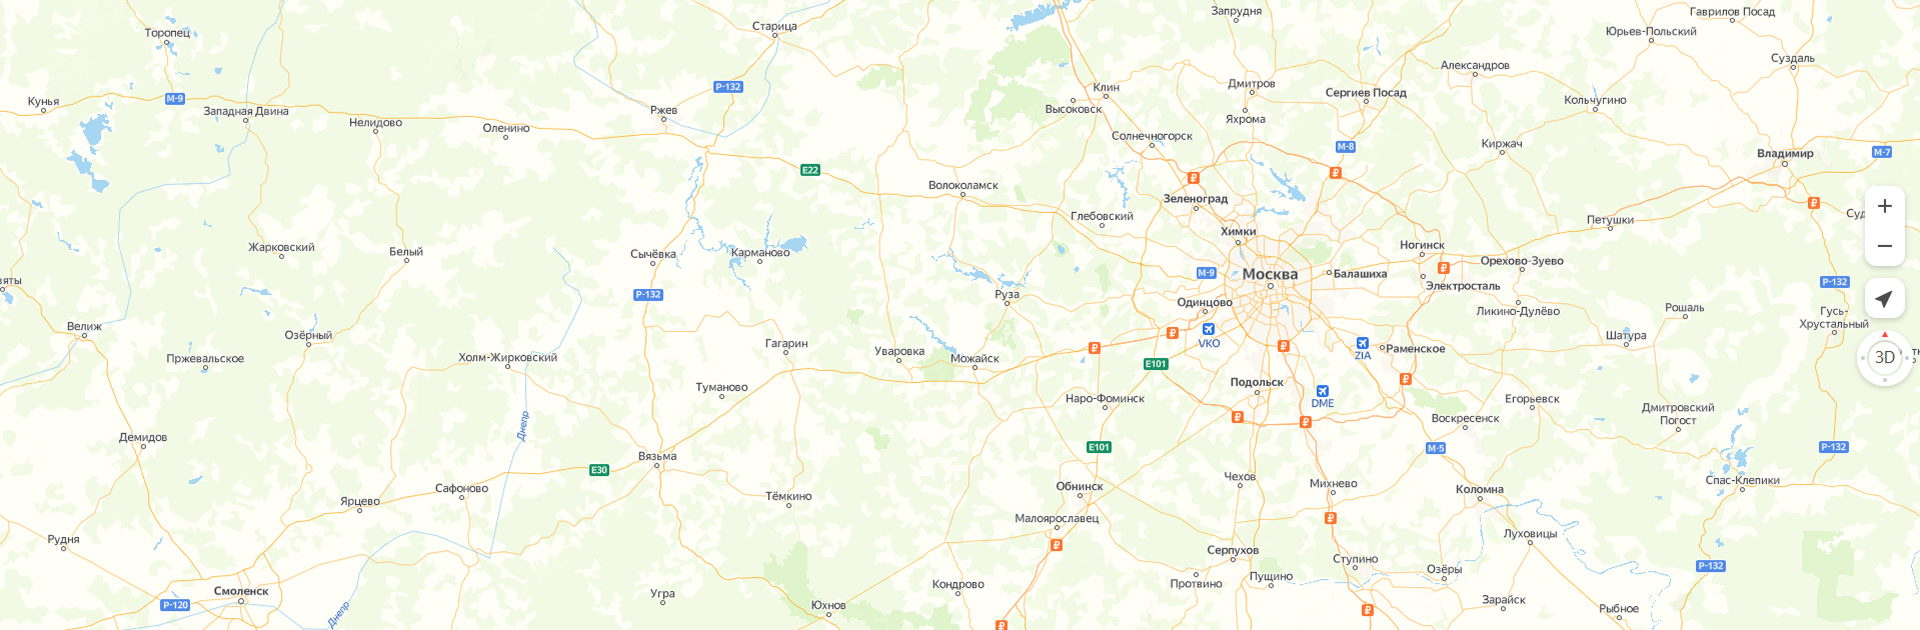 Запрудня
Гаврилов Посад
Торопец
Старица
Юрьев-Польский
Суздаль
Александров
Клин
Дмитров
Сергиев Посад
Р-132
Кунья
М-9
Западная Двина
Ржев
Высоковск
Кольчугино
Нелидово
Оленино
Яхрома
Солнечногорск
М-8
Киржач
Владимир
М-7
E22
Волоколамск
Зеленоград
Глебовский
Петушки
Суд
Химки
Жарковский
Белый
Сычёвка
Карманово
Ногинск
Орехово-Зуево
М-9
Москва
Балашиха
вяты
Р-132
Руза
Одинцово
Электросталь
Р-132
Ликино-Дулёво
Рошаль
Гусь-
Хрустальный
Велиж
Озёрный
Гагарин
Уваровка
Можайск
VKO
ZIA
Раменское
Шатура
Пржевальское
Холм-Жирковский
E101
3D
Туманово
Подольск
Наро-Фоминск
DME
Егорьевск
Дмитровский
Погост
Воскресенск
Днепр
Демидов
E101
М-5
Р-132
Вязьма
E30
Сафоново
Ярцево
Тёмкино
Обнинск
Чехов
Михнево
Коломна
Спас-Клепики
Малоярославец
Рудня
Луховицы
Серпухов
Ступино
Озёры
Р-132
Смоленск
Р-120
Днепр
Угра
Юхнов
Кондрово
Протвино
Пущино
Зарайск
Рыбное